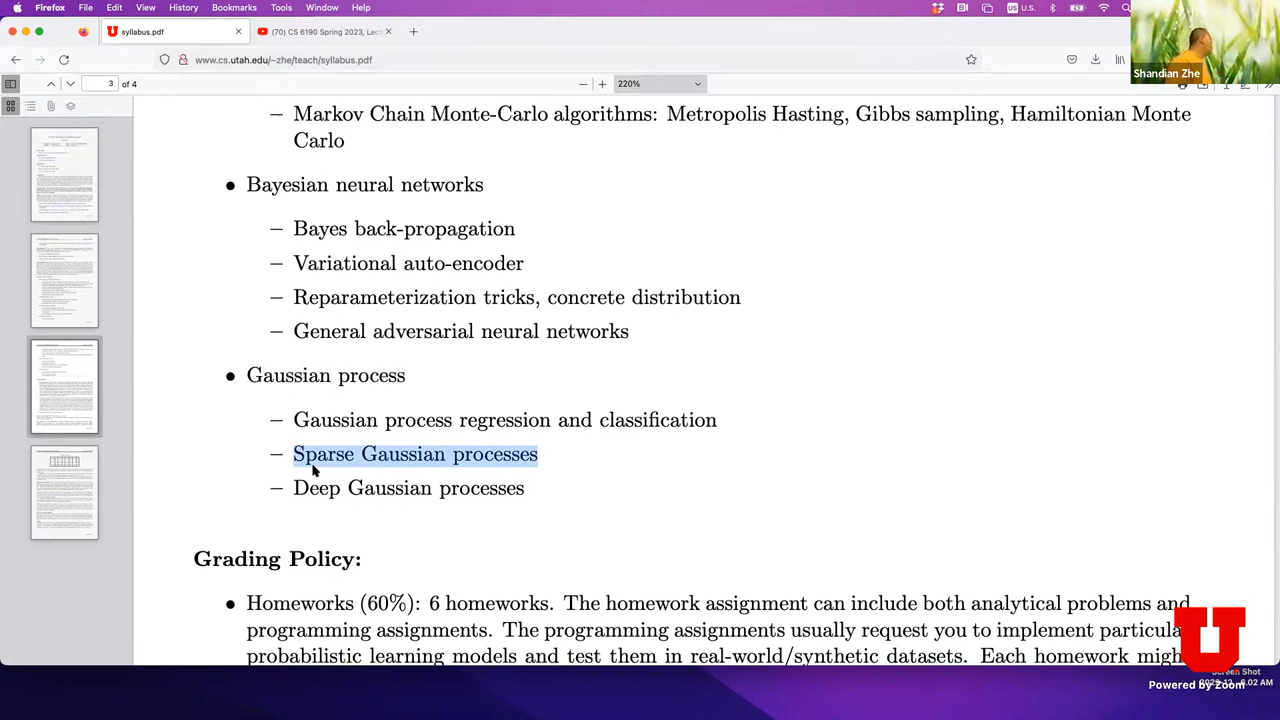 Firefox File Edit View History Bookmarks Tools Window Help U.S.
syllabus.pdf (70) CS 6190 Spring 2023, Lect
www.cs.utah.edu/~zhe/teach/syllabus.pdf
Shandian Zhe
3 of 4 220%
– Markov Chain Monte-Carlo algorithms: Metropolis Hasting, Gibbs sampling, Hamiltonian Monte
Carlo
• Bayesian neural networks
– Bayes back-propagation
– Variational auto-encoder
– Reparameterization tricks, concrete distribution
– General adversarial neural networks
• Gaussian process
– Gaussian process regression and classification
– Sparse Gaussian processes
– Deep Gaussian processes
Grading Policy:
• Homeworks (60%): 6 homeworks. The homework assignment can include both analytical problems and
programming assignments. The programming assignments usually request you to implement particula
probabilistic learning models and test them in real-world/synthetic datasets. Each homework migh
U
Screen Shot
Powered by Zoom